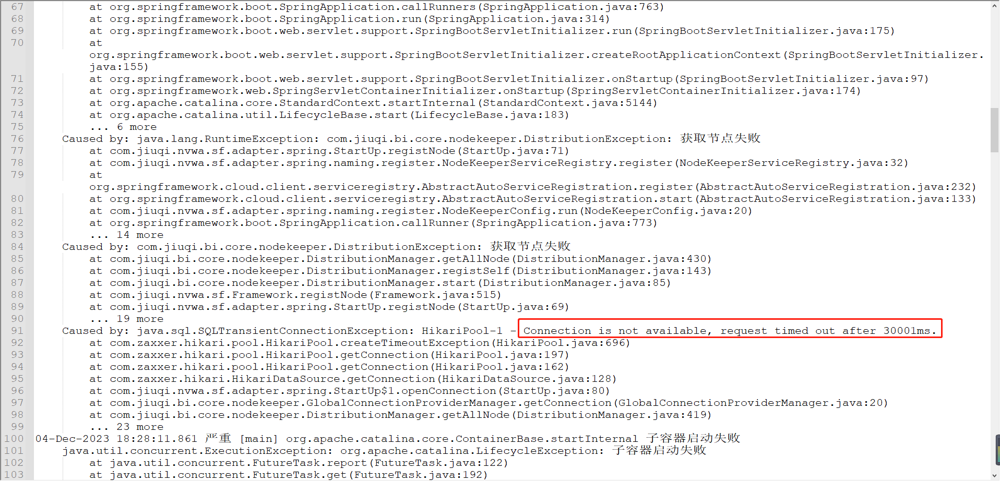 67 at org.springframework.boot.SpringApplication.callRunners(SpringApplication.java:763)
68 at org.springframework.boot.SpringApplication.run(SpringApplication.java:314)
69 at org.springframework.boot.web.servlet.support.SpringBootServletInitializer.run(SpringBootServletInitializer.java:175)
70 at
org.springframework.boot.web.servlet.support.SpringBootServletInitializer.createRootApplicationContext(SpringBootServletInitializer.
java:155)
71 at org.springframework.boot.web.servlet.support.SpringBootServletInitializer.onStartup(SpringBootServletInitializer.java:97)
72 at org.springframework.web.SpringServletContainerInitializer.onStartup(SpringServletContainerInitializer.java:174)
73 at org.apache.catalina.core.StandardContext.startInternal(StandardContext.java:5144)
74 at org.apache.catalina.util.LifecycleBase.start(LifecycleBase.java:183)
75 ... 6 more
76 Caused by: java.lang.RuntimeException: com.jiuqi.bi.core.nodekeeper.DistributionException: 获取节点失败
77 at com.jiuqi.nvwa.sf.adapter.spring.StartUp.registNode(StartUp.java:71)
78 at com.jiuqi.nvwa.sf.adapter.spring.naming.register.NodeKeeperServiceRegistry.register(NodeKeeperServiceRegistry.java:32)
79 at
org.springframework.cloud.client.serviceregistry.AbstractAutoServiceRegistration.register(AbstractAutoServiceRegistration.java:232)
80 at org.springframework.cloud.client.serviceregistry.AbstractAutoServiceRegistration.start(AbstractAutoServiceRegistration.java:133)
81 at com.jiuqi.nvwa.sf.adapter.spring.naming.register.NodeKeeperConfig.run(NodeKeeperConfig.java:20)
82 at org.springframework.boot.SpringApplication.callRunner(SpringApplication.java:773)
83 ... 14 more
84 Caused by: com.jiuqi.bi.core.nodekeeper.DistributionException: 获取节点失败
85 at com.jiuqi.bi.core.nodekeeper.DistributionManager.getAllNode(DistributionManager.java:430)
86 at com.jiuqi.bi.core.nodekeeper.DistributionManager.registSelf(DistributionManager.java:143)
87 at com.jiuqi.bi.core.nodekeeper.DistributionManager.start(DistributionManager.java:85)
88 at com.jiuqi.nvwa.sf.Framework.registNode(Framework.java:515)
89 at com.jiuqi.nvwa.sf.adapter.spring.StartUp.registNode(StartUp.java:69)
90 ... 19 more
91 Caused by: java.sql.SQLTransientConnectionException: HikariPool-1 - Connection is not available, request timed out after 30001ms.
92 at com.zaxxer.hikari.pool.HikariPool.createTimeoutException(HikariPool.java:696)
93 at com.zaxxer.hikari.pool.HikariPool.getConnection(HikariPool.java:197)
94 at com.zaxxer.hikari.pool.HikariPool.getConnection(HikariPool.java:162)
95 at com.zaxxer.hikari.HikariDataSource.getConnection(HikariDataSource.java:128)
96 at com.jiuqi.nvwa.sf.adapter.spring.StartUp$1.openConnection(StartUp.java:80)
97 at com.jiuqi.bi.core.nodekeeper.GlobalConnectionProviderManager.getConnection(GlobalConnectionProviderManager.java:20)
98 at com.jiuqi.bi.core.nodekeeper.DistributionManager.getAllNode(DistributionManager.java:419)
99 ... 23 more
100 04-Dec-2023 18:28:11.861 严重 [main] org.apache.catalina.core.ContainerBase.startInternal 子容器启动失败
101 java.util.concurrent.ExecutionException: org.apache.catalina.LifecycleException: 子容器启动失败
102 at java.util.concurrent.FutureTask.report(FutureTask.java:122)
103 at java.util.concurrent.FutureTask.get(FutureTask.java:192)